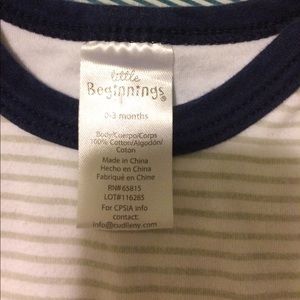 little
Beginnings®
0-3 months
Body/Cuerpo/Corps
100% Cotton/Algodón/
Coton
Made in China
Hecho en China
Fabriqué en Chine
RN#65815
LOT#116285
For CPSIA info
contact:
info@cudlieny.com